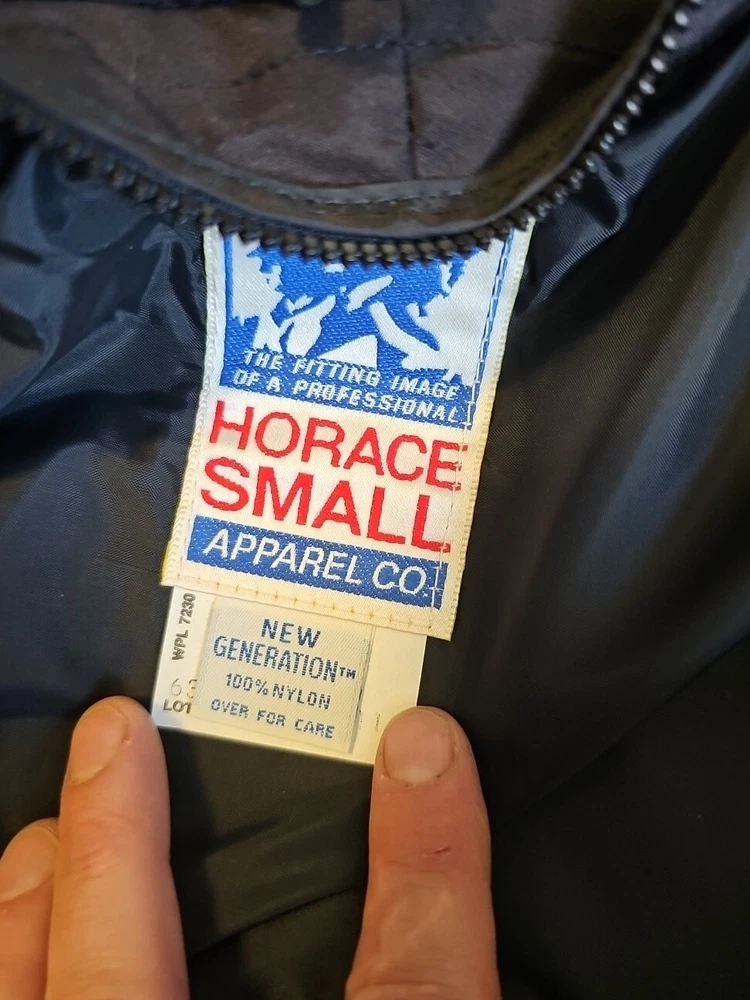 THE FITTING IMAGE
OF A PROFESSIONAL
HORACE
SMALL
APPAREL CO.
WPL 7230
LOT
NEW
GENERATION™
100% NYLON
OVER FOR CARE